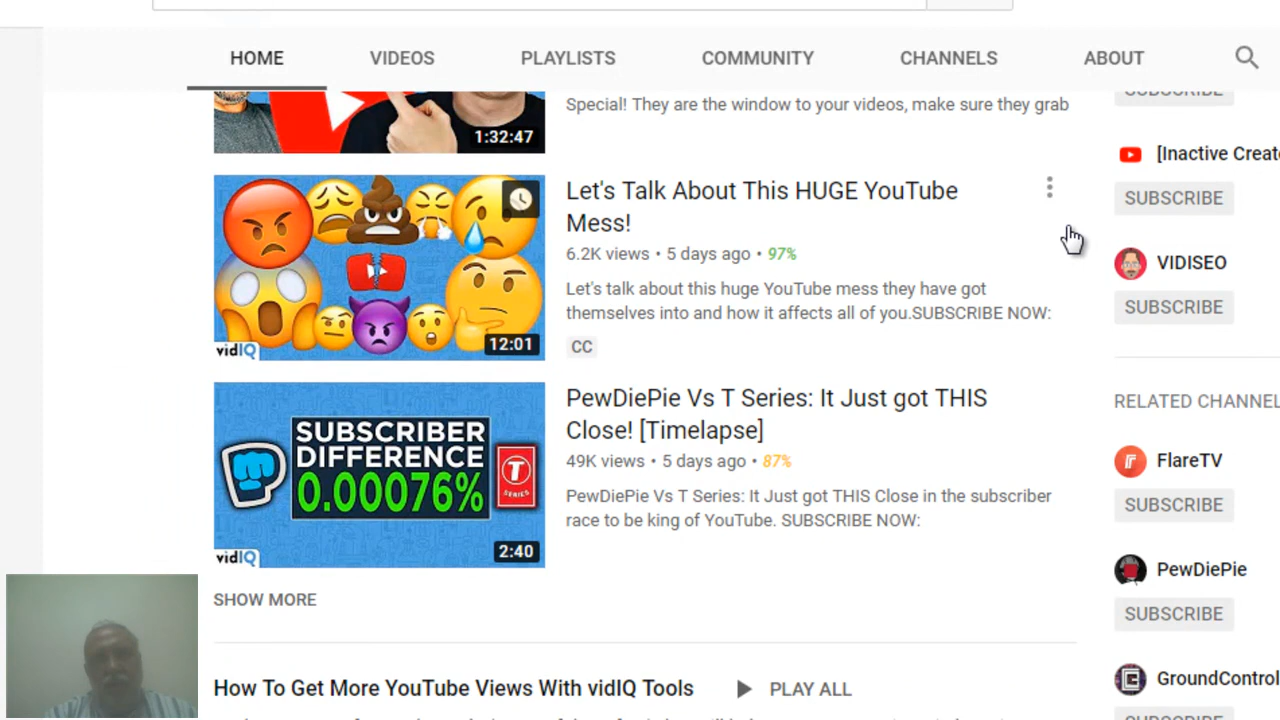 HOME VIDEOS PLAYLISTS COMMUNITY CHANNELS ABOUT
Special! They are the window to your videos, make sure they grab
1:32:47
Let's Talk About This HUGE YouTube
Mess!
6.2K views • 5 days ago • 97%
Let's talk about this huge YouTube mess they have got
themselves into and how it affects all of you.SUBSCRIBE NOW:
CC
12:01
vidIQ
PewDiePie Vs T Series: It Just got THIS
Close! [Timelapse]
49K views • 5 days ago • 87%
PewDiePie Vs T Series: It Just got THIS Close in the subscriber
race to be king of YouTube. SUBSCRIBE NOW:
SUBSCRIBER
DIFFERENCE
0.00076%
T
SERIES
2:40
vidIQ
SHOW MORE
How To Get More YouTube Views With vidIQ Tools
PLAY ALL
SUBSCRIBE
[Inactive Creat
SUBSCRIBE
VIDISEO
SUBSCRIBE
RELATED CHANNEL
FlareTV
SUBSCRIBE
PewDiePie
SUBSCRIBE
GroundControl
SUBSCRIBE